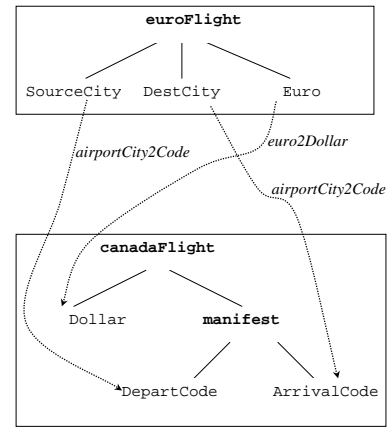 euroFlight
SourceCity DestCity Euro
euro2Dollar
airportCity2Code
airportCity2Code
canadaFlight
Dollar manifest
DepartCode ArrivalCode